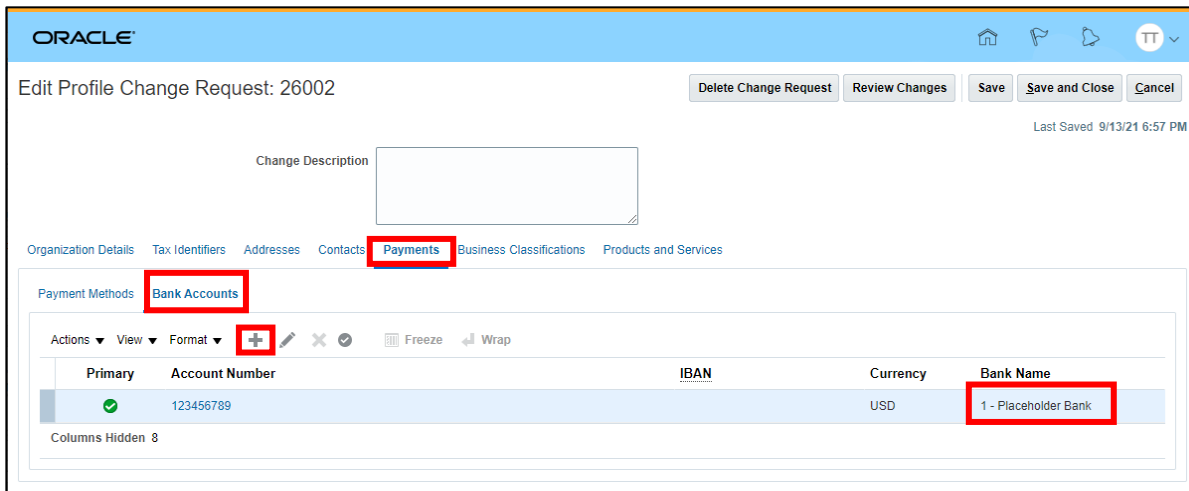 ORACLE
TT
Edit Profile Change Request: 26002
Delete Change Request Review Changes Save Save and Close Cancel
Last Saved 9/13/21 6:57 PM
Change Description
Organization Details Tax Identifiers Addresses Contacts Payments Business Classifications Products and Services
Payment Methods Bank Accounts
Actions View Format Freeze Wrap
Primary Account Number IBAN Currency Bank Name
123456789 USD 1 - Placeholder Bank
Columns Hidden 8